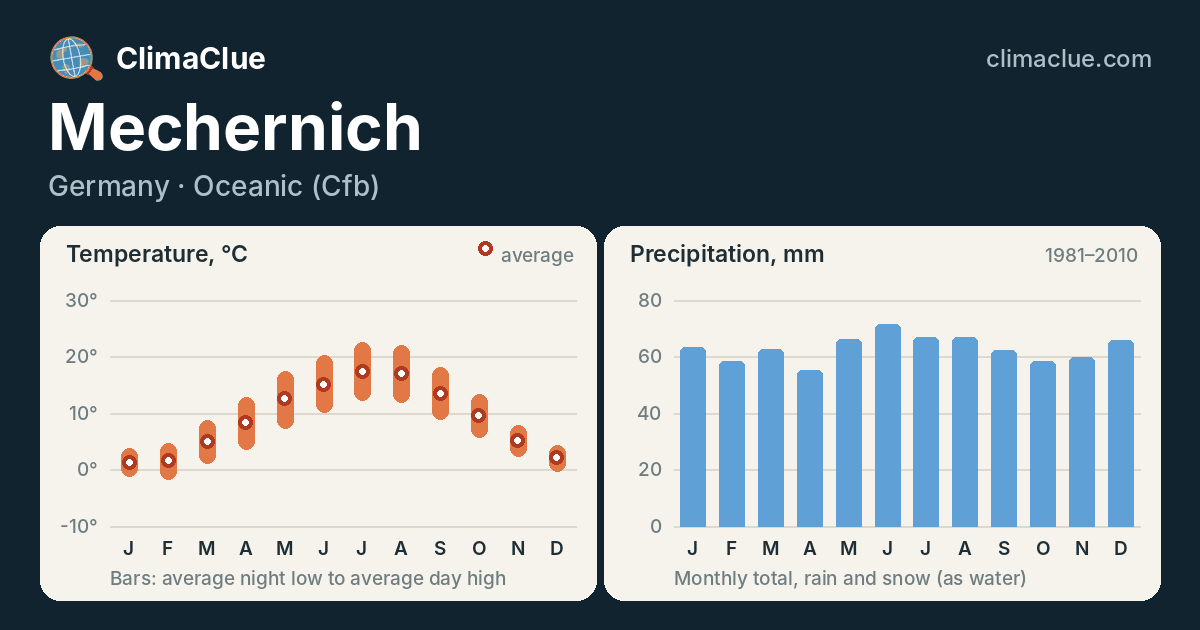 ClimaClue
climaclue.com
Mechernich
Germany · Oceanic (Cfb)
Temperature, °C
average
30°
20°
10°
0°
-10°
J F M A M J J A S O N D
Bars: average night low to average day high
Precipitation, mm
1981–2010
80
60
40
20
0
J F M A M J J A S O N D
Monthly total, rain and snow (as water)